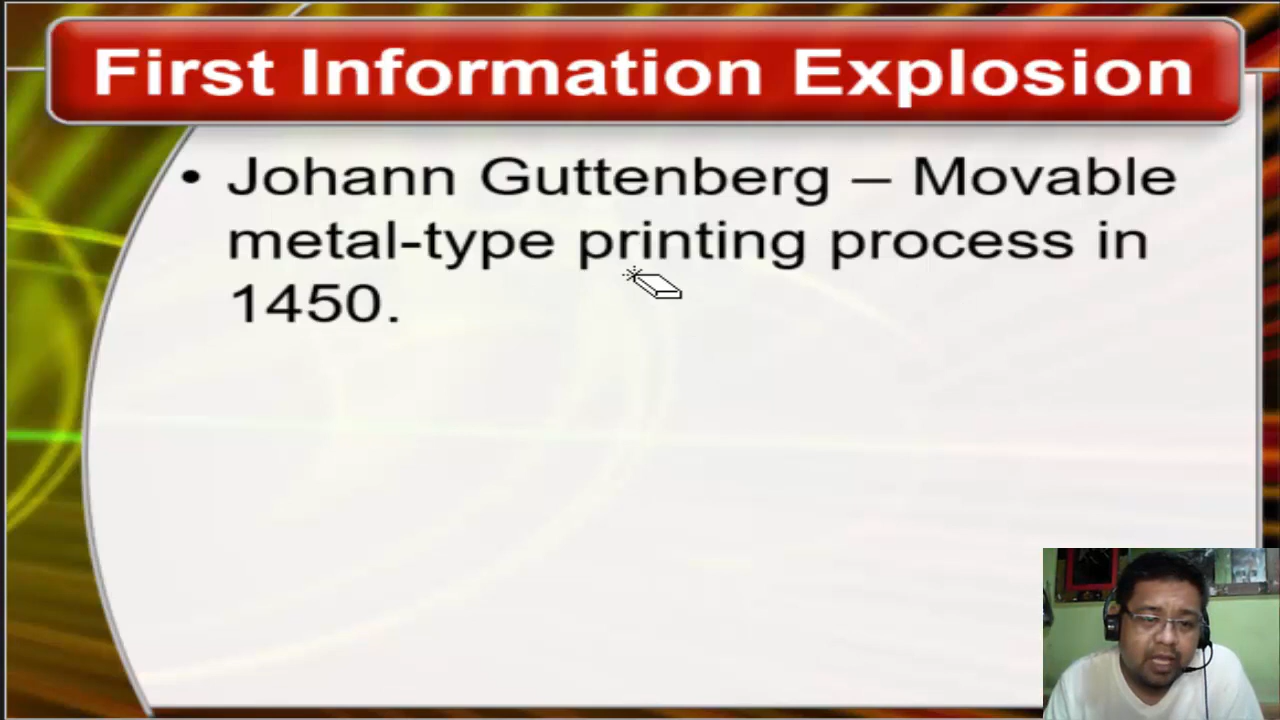 First Information Explosion
• Johann Guttenberg – Movable
metal-type printing process in
1450.